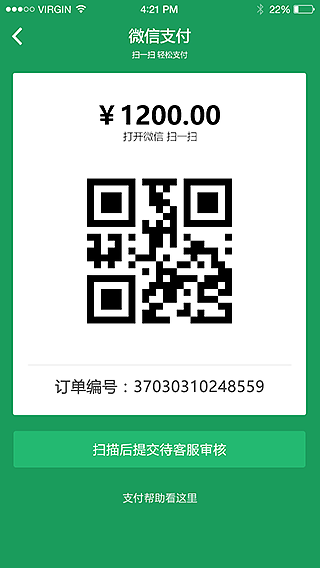 VIRGIN 4:21 PM 22%
微信支付
扫一扫 轻松支付
￥1200.00
打开微信 扫一扫
订单编号：37030310248559
扫描后提交待客服审核
支付帮助看这里